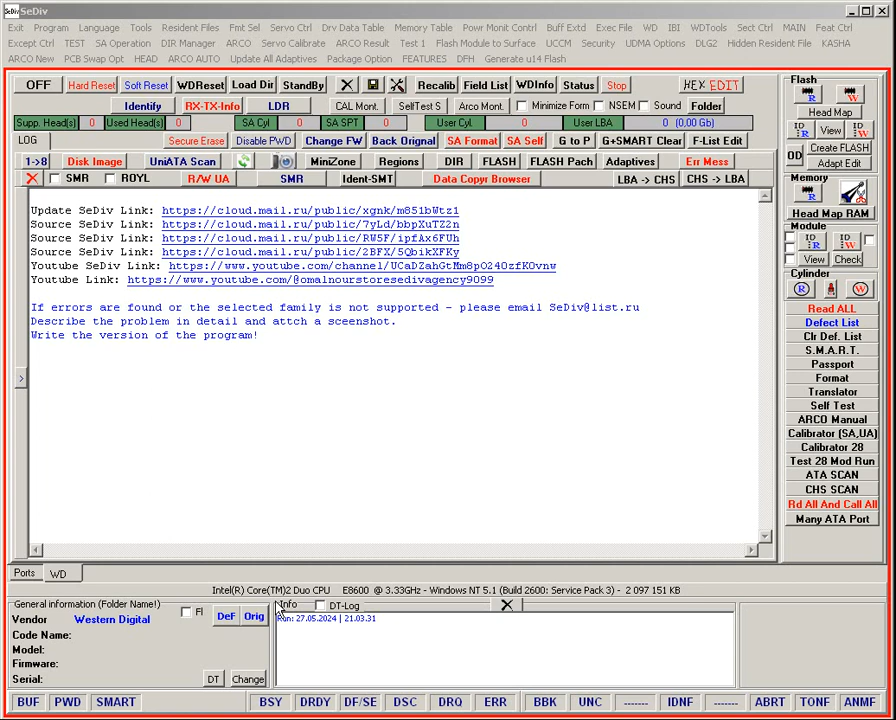 SeDiv SeDiv
Exit Program Language Tools Resident Files Fmt Sel Servo Ctrl Drv Data Table Memory Table Powr Monit Contrl Buff Extd Exec File WD IBI WDTools Sect Ctrl MAIN Feat Ctrl
Except Ctrl TEST SA Operation DIR Manager ARCO Servo Calibrate ARCO Result Test 1 Flash Module to Surface UCCM Security UDMA Options DLG2 Hidden Resident File KASHA
ARCO New PCB Swap Opt HEAD ARCO AUTO Update All Adaptives Package Option FEATURES DFH Generate u14 Flash
OFF Hard Reset Soft Reset WDReset Load Dir StandBy Recalib Field List WDInfo Status Stop HEX EDIT
Identify RX-TX-Info LDR CAL Mont. SelfTest S Arco Mont. Minimize Form NSEM Sound Folder
Supp. Head(s) 0 Used Head(s) 0 SA Cyl 0 SA SPT 0 User Cyl 0 User LBA 0 (0,00 Gb)
LOG Secure Erase Disable PWD Change FW Back Orignal SA Format SA Self G to P G+SMART Clear F-List Edit
1->8 Disk Image UniATA Scan MiniZone Regions DIR FLASH FLASH Pach Adaptives Err Mess
SMR ROYL R/W UA SMR Ident-SMT Data Copyr Browser LBA -> CHS CHS -> LBA
Update SeDiv Link: https://cloud.mail.ru/public/xgnk/m851bWtz1
Source SeDiv Link: https://cloud.mail.ru/public/7yLd/bbpXuTZ2n
Source SeDiv Link: https://cloud.mail.ru/public/RW5F/ipfAx6FUh
Source SeDiv Link: https://cloud.mail.ru/public/2BFX/5QbikXFKy
Youtube SeDiv Link: https://www.youtube.com/channel/UCaDZahGtMm8pO24OzfKOvnw
Youtube Link: https://www.youtube.com/@omalnourstoresedivagency9099
If errors are found or the selected family is not supported - please email SeDiv@list.ru
Describe the problem in detail and attch a sceenshot.
Write the version of the program!
Flash
R W
Head Map
ID R View ID W
Create FLASH
OD Adapt Edit
Memory
R
Head Map RAM
Module
ID R ID W
View Check
Cylinder
R W
Read ALL
Defect List
Clr Def. List
S.M.A.R.T.
Passport
Format
Translator
Self Test
ARCO Manual
Calibrator (SA,UA)
Calibrator 28
Test 28 Mod Run
ATA SCAN
CHS SCAN
Rd All And Call All
Many ATA Port
Ports WD
Intel(R) Core(TM)2 Duo CPU E8600 @ 3.33GHz - Windows NT 5.1 (Build 2600: Service Pack 3) - 2 097 151 KB
General information (Folder Name!) Info DT-Log
Vendor Western Digital Fl DeF Orig
Run: 27.05.2024 | 21.03.31
Code Name:
Model:
Firmware:
Serial: DT Change
BUF PWD SMART BSY DRDY DF/SE DSC DRQ ERR BBK UNC ------- IDNF ------- ABRT TONF ANMF